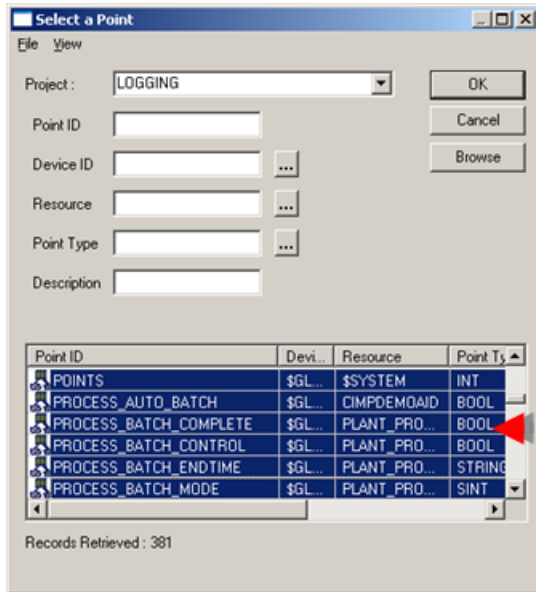 Select a Point
File View
Project : LOGGING OK
Point ID Cancel
Device ID ... Browse
Resource ...
Point Type ...
Description
Point ID Devi... Resource Point Ty
POINTS $GL... $SYSTEM INT
PROCESS_AUTO_BATCH $GL... CIMPDEMOAID BOOL
PROCESS_BATCH_COMPLETE $GL... PLANT_PRO... BOOL
PROCESS_BATCH_CONTROL $GL... PLANT_PRO... BOOL
PROCESS_BATCH_ENDTIME $GL... PLANT_PRO... STRING
PROCESS_BATCH_MODE $GL... PLANT_PRO... SINT
Records Retrieved : 381